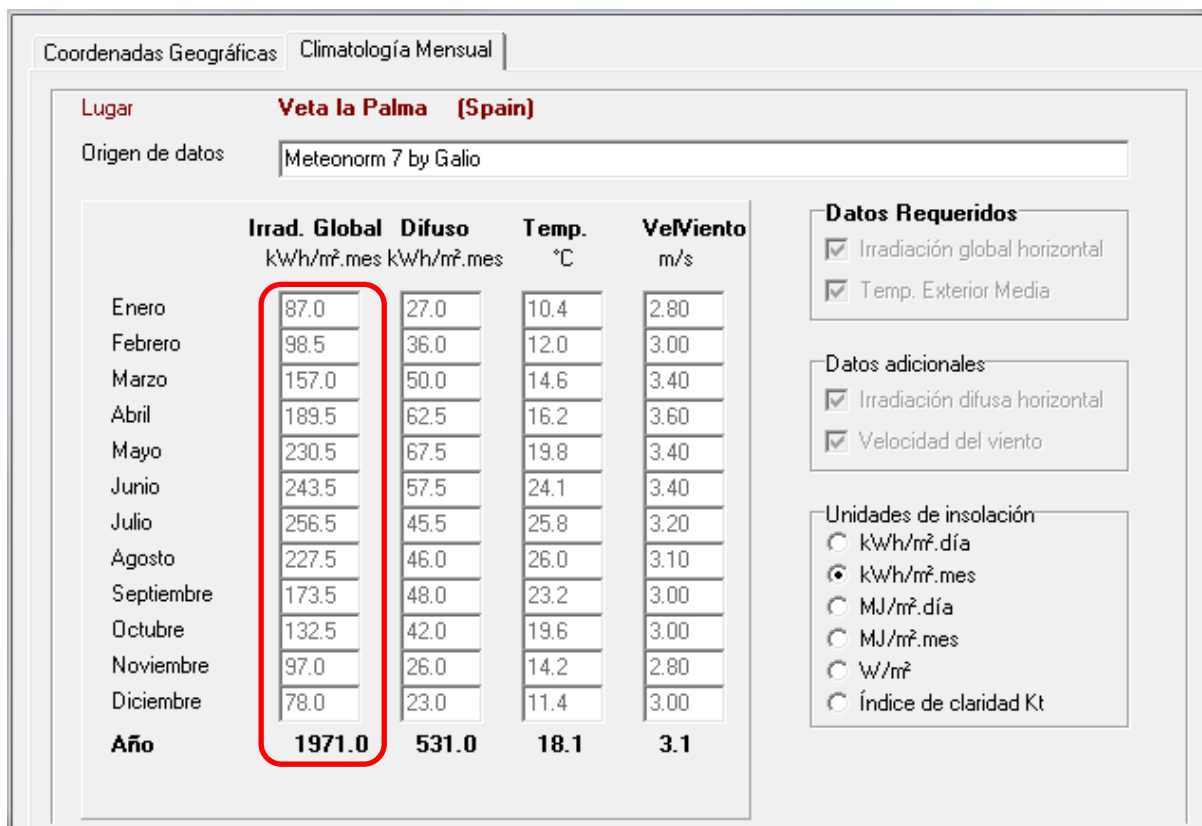 Coordenadas Geográficas Climatología Mensual
Lugar Veta la Palma (Spain)
Origen de datos Meteonorm 7 by Galio
Irrad. Global Difuso Temp. VelViento
kWh/m².mes kWh/m².mes °C m/s
Enero 87.0 27.0 10.4 2.80
Febrero 98.5 36.0 12.0 3.00
Marzo 157.0 50.0 14.6 3.40
Abril 189.5 62.5 16.2 3.60
Mayo 230.5 67.5 19.8 3.40
Junio 243.5 57.5 24.1 3.40
Julio 256.5 45.5 25.8 3.20
Agosto 227.5 46.0 26.0 3.10
Septiembre 173.5 48.0 23.2 3.00
Octubre 132.5 42.0 19.6 3.00
Noviembre 97.0 26.0 14.2 2.80
Diciembre 78.0 23.0 11.4 3.00
Año 1971.0 531.0 18.1 3.1
Datos Requeridos
Irradiación global horizontal
Temp. Exterior Media
Datos adicionales
Irradiación difusa horizontal
Velocidad del viento
Unidades de insolación
kWh/m².día
kWh/m².mes
MJ/m².día
MJ/m².mes
W/m²
Índice de claridad Kt